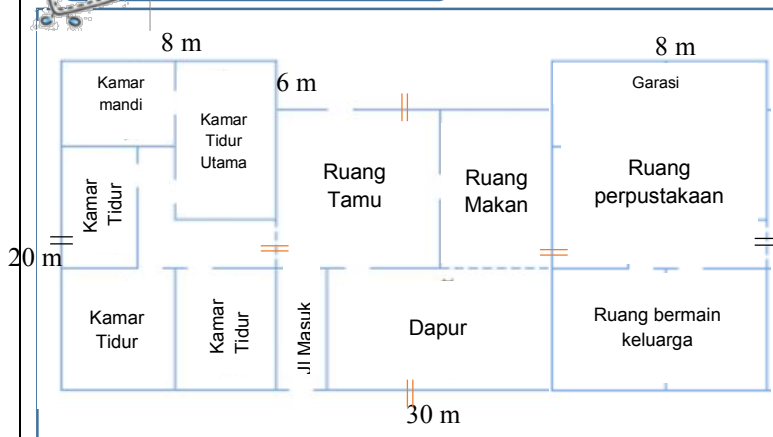 8 m
8 m
Kamar
mandi
6 m
Garasi
Kamar
Tidur
Utama
Ruang
Tamu
Ruang
Makan
Ruang
perpustakaan
Kamar
Tidur
20 m
Kamar
Tidur
Kamar
Tidur
Jl Masuk
Dapur
Ruang bermain
keluarga
30 m